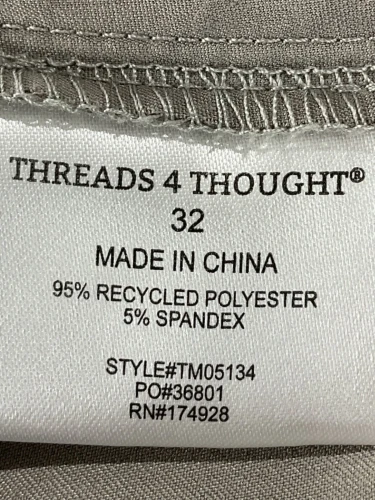 THREADS 4 THOUGHT®
32
MADE IN CHINA
95% RECYCLED POLYESTER
5% SPANDEX
STYLE#TM05134
PO#36801
RN#174928